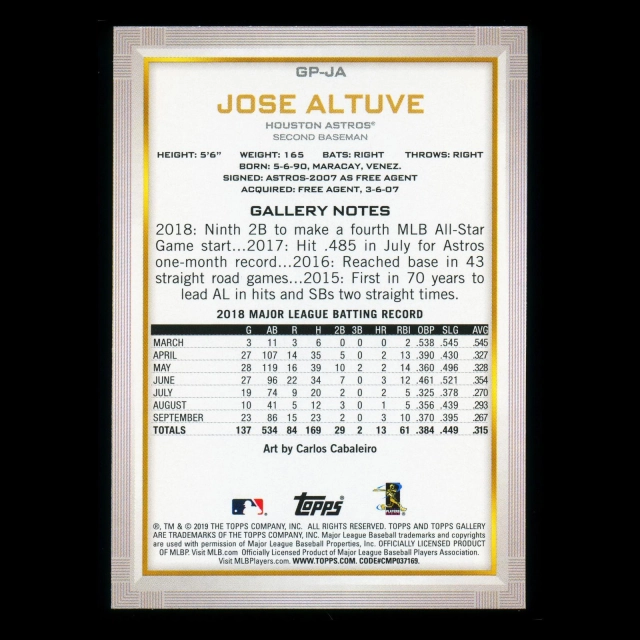 GP-JA
JOSE ALTUVE
HOUSTON ASTROS®
SECOND BASEMAN
HEIGHT: 5'6" WEIGHT: 165 BATS: RIGHT THROWS: RIGHT
BORN: 5-6-90, MARACAY, VENEZ.
SIGNED: ASTROS-2007 AS FREE AGENT
ACQUIRED: FREE AGENT, 3-6-07
GALLERY NOTES
2018: Ninth 2B to make a fourth MLB All-Star
Game start...2017: Hit .485 in July for Astros
one-month record...2016: Reached base in 43
straight road games...2015: First in 70 years to
lead AL in hits and SBs two straight times.
2018 MAJOR LEAGUE BATTING RECORD
G AB R H 2B 3B HR RBI OBP SLG AVG
MARCH 3 11 3 6 0 0 0 2 .538 .545 .545
APRIL 27 107 14 35 5 0 2 13 .390 .430 .327
MAY 28 119 16 39 10 2 2 14 .360 .496 .328
JUNE 27 96 22 34 7 0 3 12 .461 .521 .354
JULY 19 74 9 20 2 0 2 5 .325 .378 .270
AUGUST 10 41 5 12 3 0 1 5 .356 .439 .293
SEPTEMBER 23 86 15 23 2 0 3 10 .370 .395 .267
TOTALS 137 534 84 169 29 2 13 61 .384 .449 .315
Art by Carlos Cabaleiro
Topps
®, TM & © 2019 THE TOPPS COMPANY, INC. ALL RIGHTS RESERVED. TOPPS AND TOPPS GALLERY
ARE TRADEMARKS OF THE TOPPS COMPANY, INC. Major League Baseball trademarks and copyrights
are used with permission of Major League Baseball Properties, Inc. OFFICIALLY LICENSED PRODUCT
OF MLBP. Visit MLB.com Officially Licensed Product of Major League Baseball Players Association.
Visit MLBPlayers.com. WWW.TOPPS.COM. CODE#CMP037169.